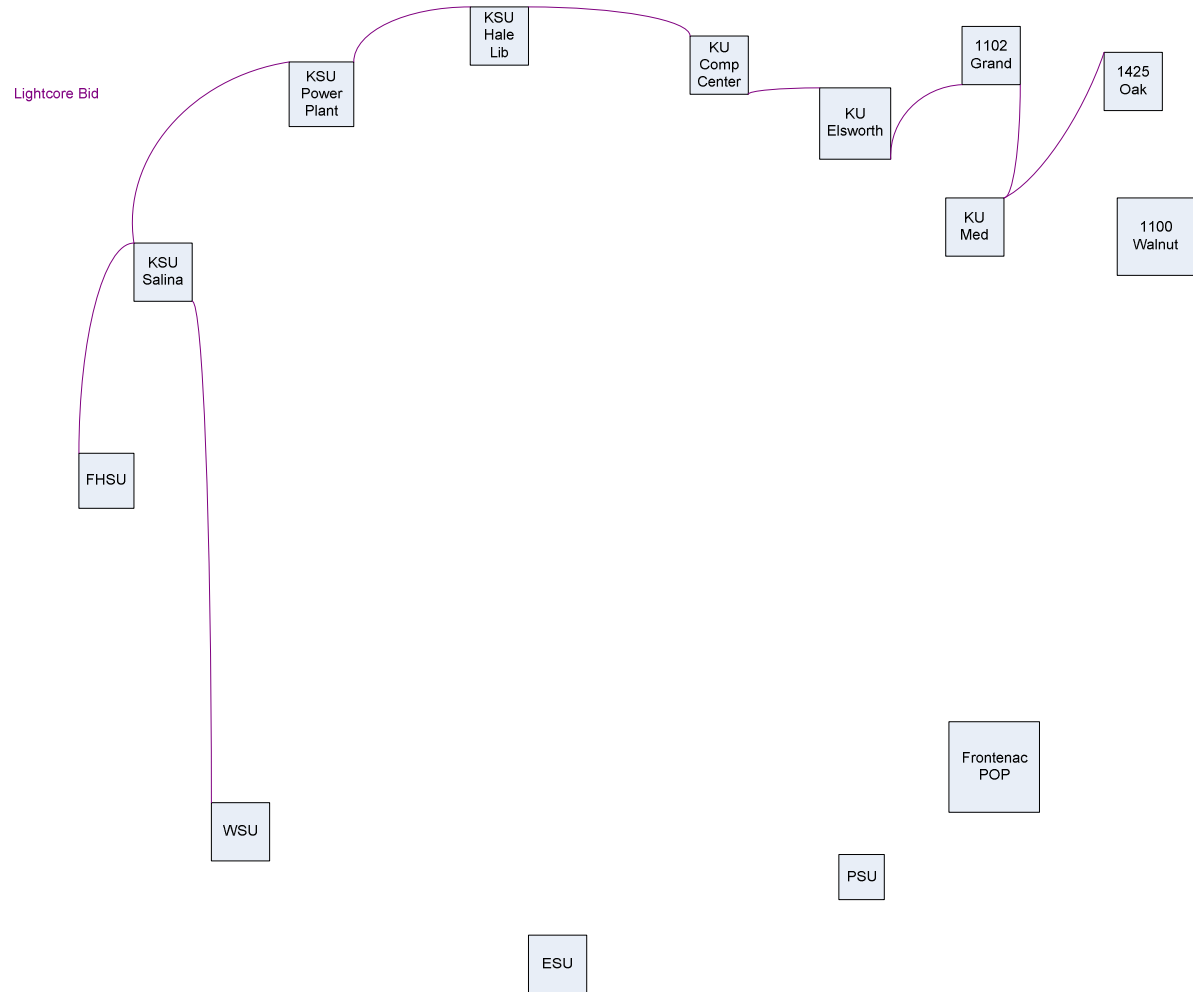 KSU
Hale
Lib
KU
Comp
Center
1102
Grand
1425
Oak
KSU
Power
Plant
Lightcore Bid
KU
Elsworth
KU
Med
1100
Walnut
KSU
Salina
FHSU
Frontenac
POP
WSU
PSU
ESU